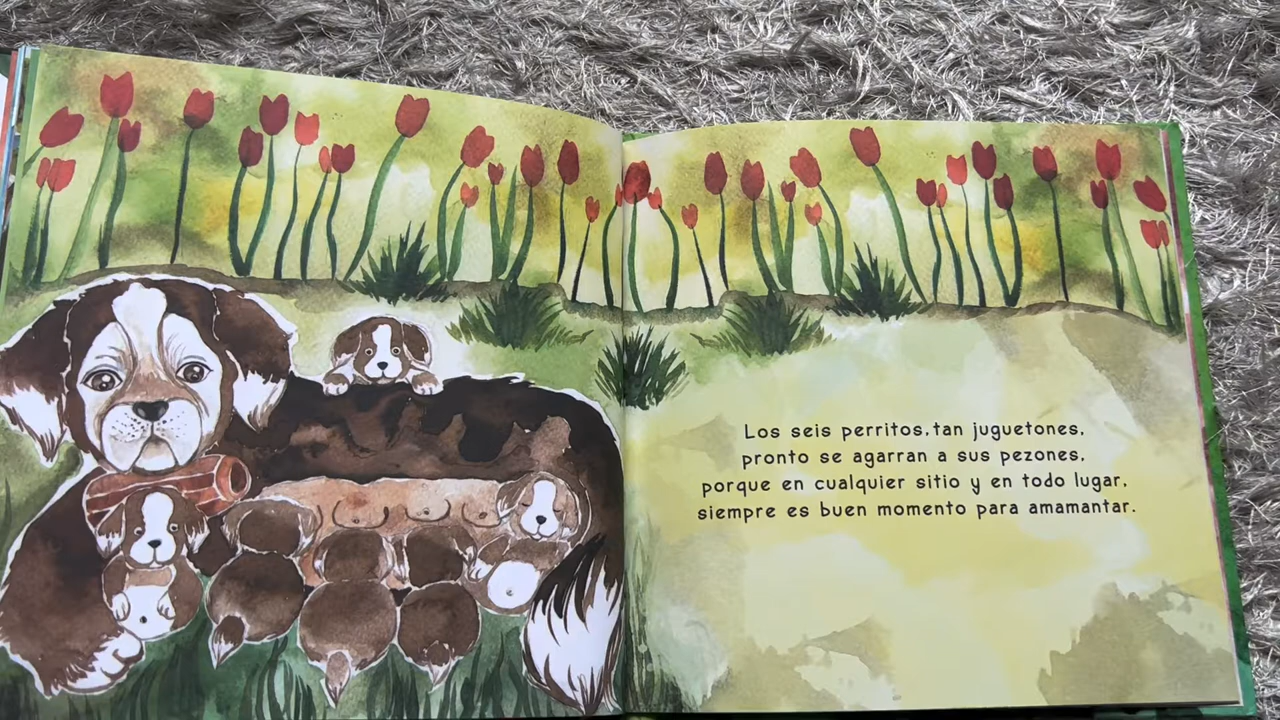 Los seis perritos, tan juguetones,
pronto se agarran a sus pezones,
porque en cualquier sitio y en todo lugar,
siempre es buen momento para amamantar.